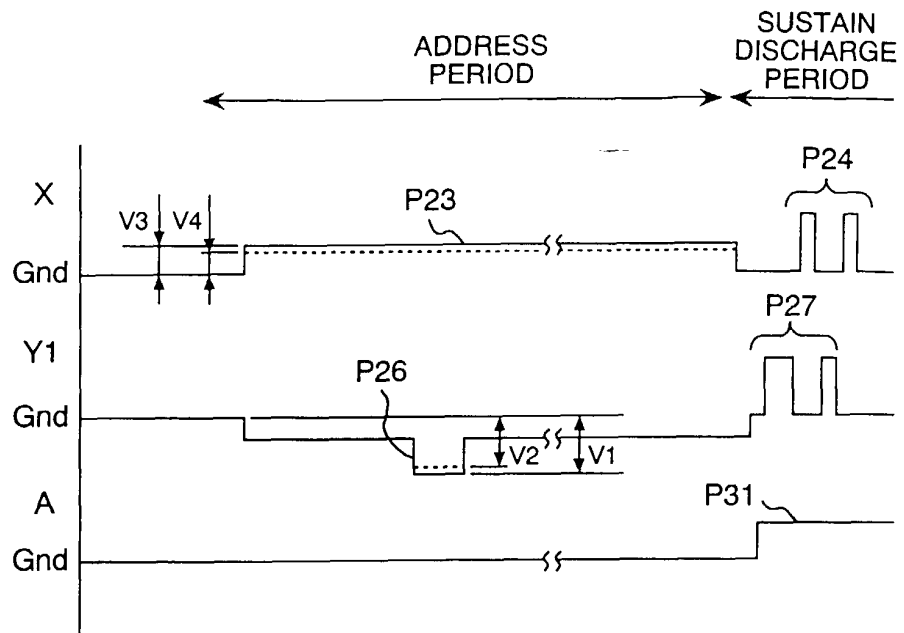 ADDRESS
PERIOD
SUSTAIN
DISCHARGE
PERIOD
X
V3
V4
P23
P24
Gnd
Y1
P26
P27
Gnd
V2
V1
A
P31
Gnd